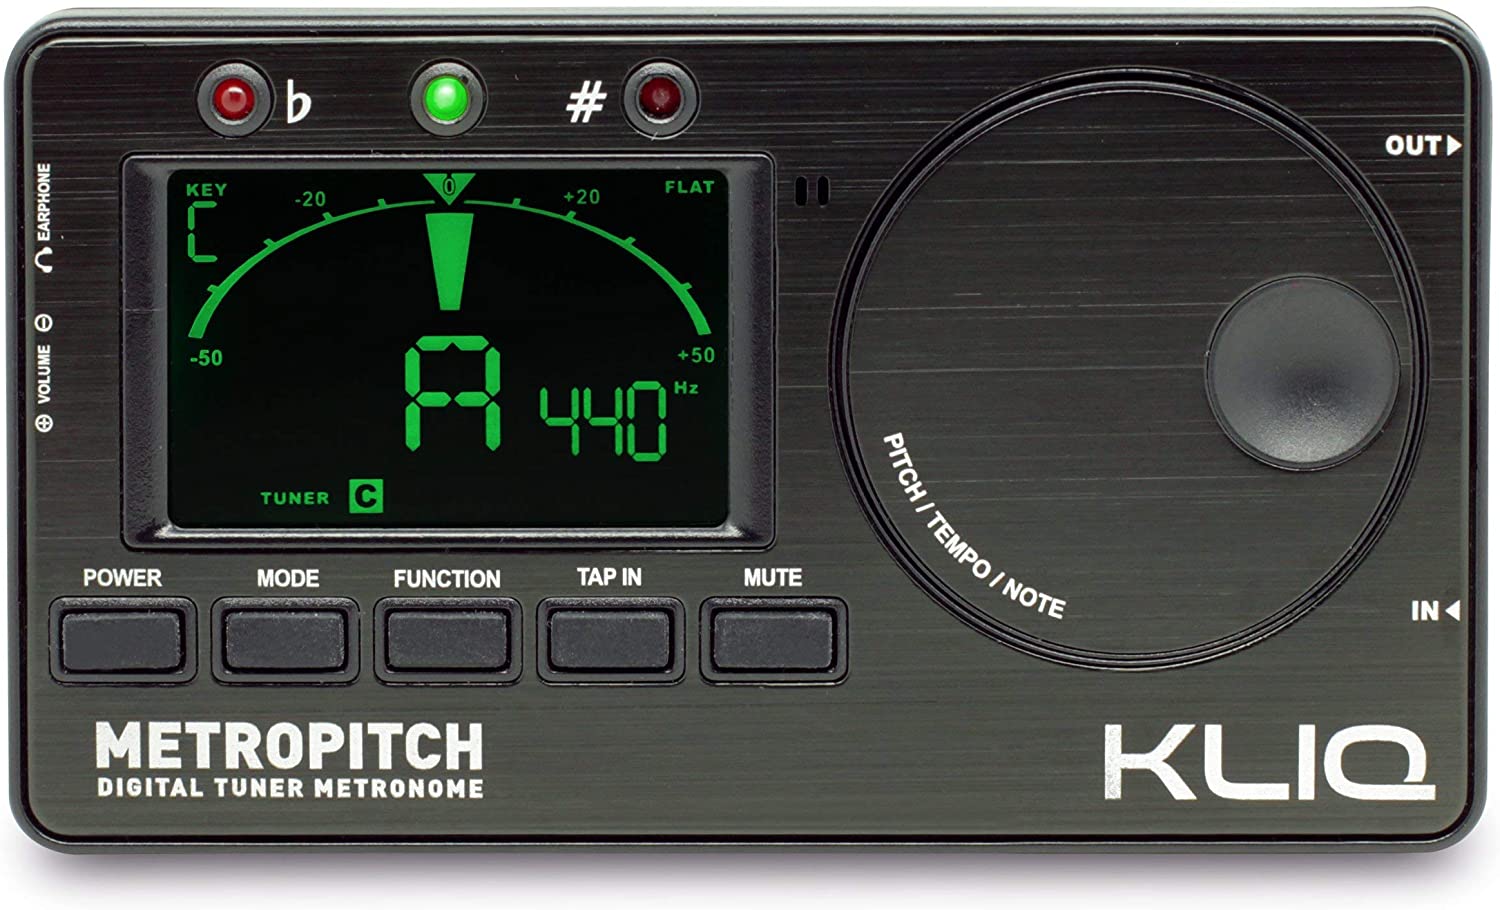 ♭
#
OUT
EARPHONE
KEY
C
-20
0
+20
FLAT
-50
+50
A 440 Hz
TUNER C
VOLUME
PITCH / TEMPO / NOTE
IN
POWER MODE FUNCTION TAP IN MUTE
METROPITCH
DIGITAL TUNER METRONOME
KLIQ